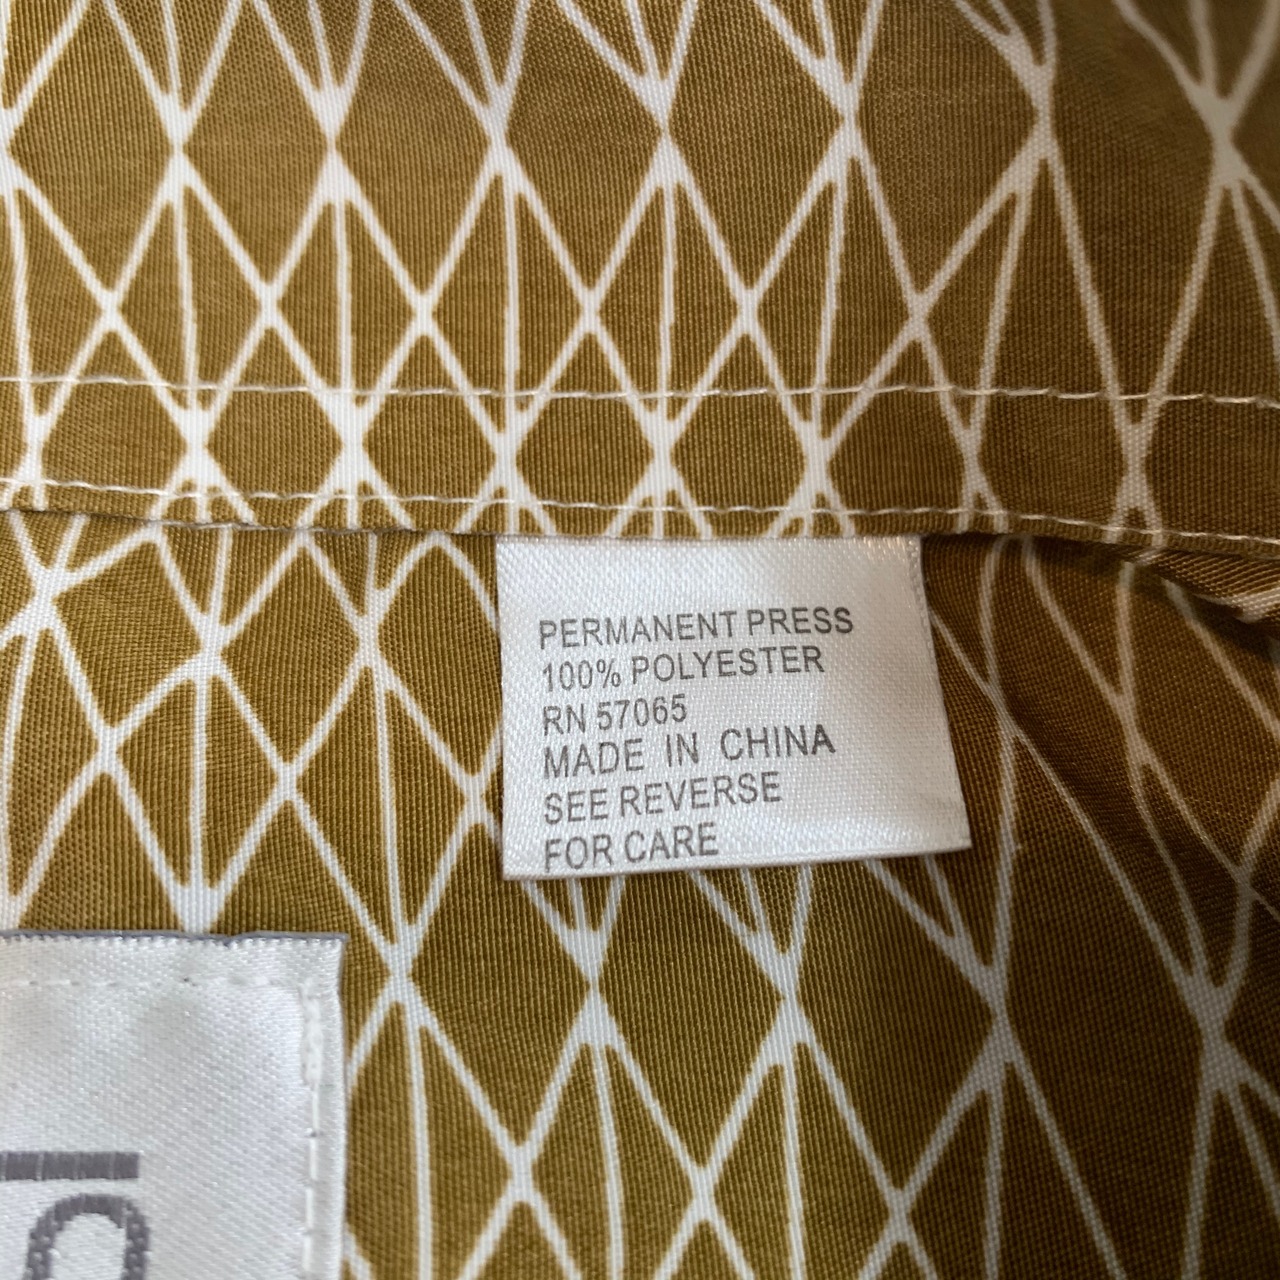 PERMANENT PRESS
100% POLYESTER
RN 57065
MADE IN CHINA
SEE REVERSE
FOR CARE